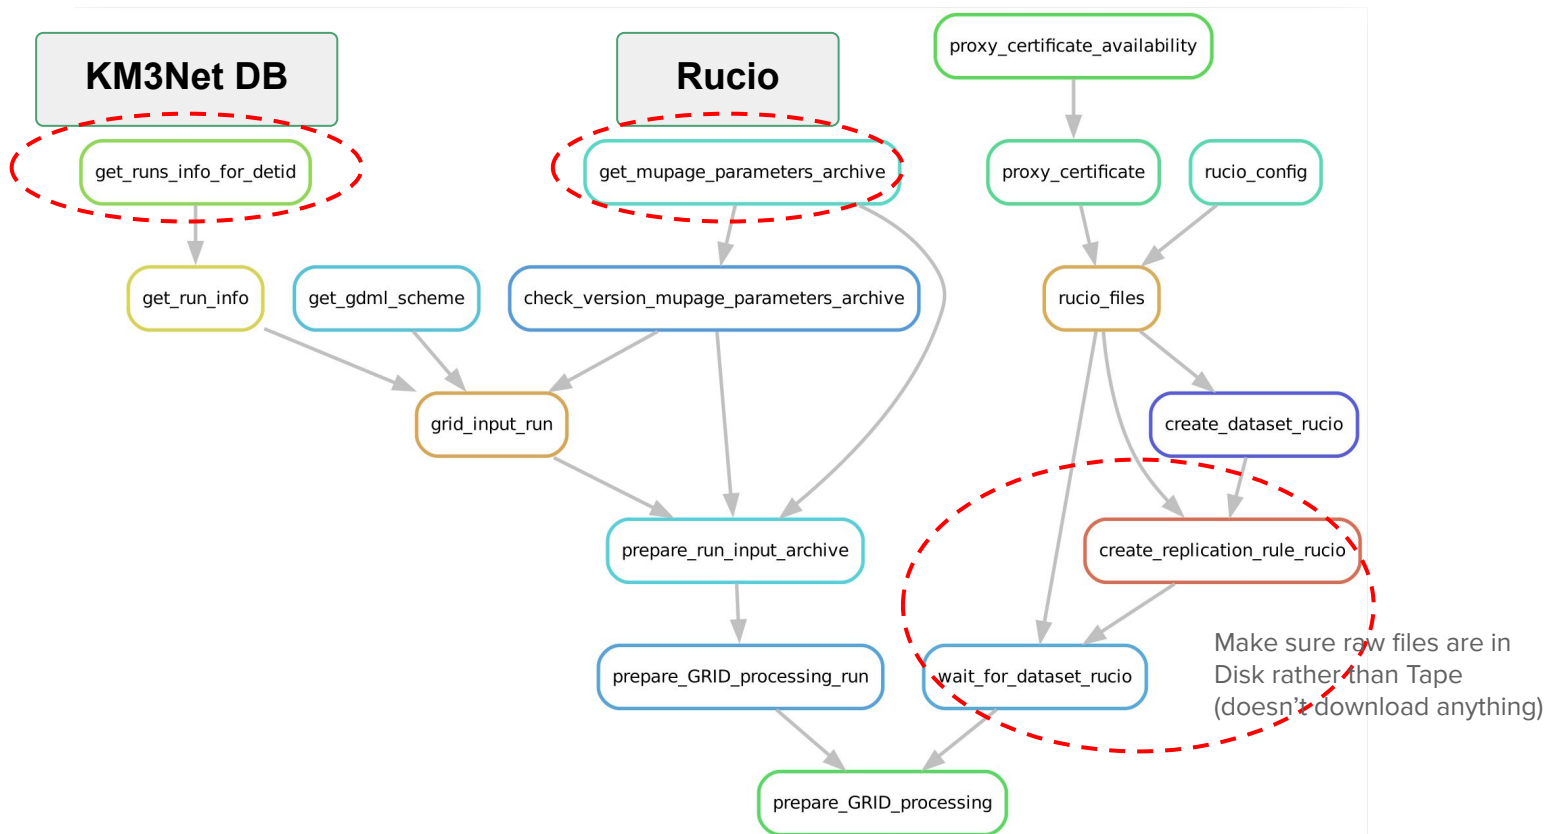 proxy_certificate_availability
KM3Net DB
Rucio
get_runs_info_for_detid
get_mupage_parameters_archive
proxy_certificate
rucio_config
get_run_info
get_gdml_scheme
check_version_mupage_parameters_archive
rucio_files
grid_input_run
create_dataset_rucio
prepare_run_input_archive
create_replication_rule_rucio
Make sure raw files are in
Disk rather than Tape
(doesn't download anything)
prepare_GRID_processing_run
wait_for_dataset_rucio
prepare_GRID_processing